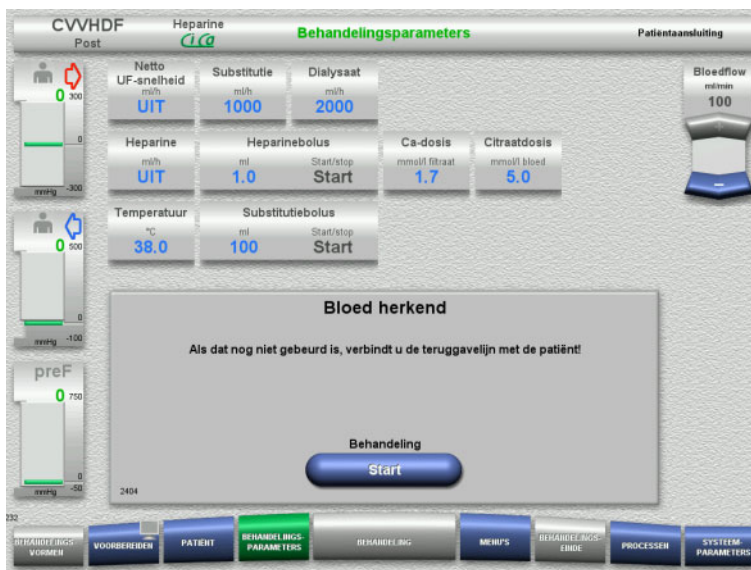 CVVHDF
Post
Heparine
Ci Ca
Behandelingsparameters
Patiëntaansluiting
0 300
0
mmHg -300
Netto
UF-snelheid
ml/h
UIT
Substitutie
ml/h
1000
Dialysaat
ml/h
2000
Bloedflow
ml/min
100
+
−
Heparine
ml/h
UIT
Heparinebolus
ml Start/stop
1.0 Start
Ca-dosis
mmol/l filtraat
1.7
Citraatdosis
mmol/l bloed
5.0
0 500
0
mmHg -100
Temperatuur
°C
38.0
Substitutiebolus
ml Start/stop
100 Start
preF
0 750
0
mmHg -50
Bloed herkend
Als dat nog niet gebeurd is, verbindt u de teruggavelijn met de patiënt!
Behandeling
Start
2404
232
BEHANDELINGS-
VORMEN
VOORBEREIDEN
PATIËNT
BEHANDELINGS-
PARAMETERS
BEHANDELING
MENU'S
BEHANDELINGS-
EINDE
PROCESSEN
SYSTEEM-
PARAMETERS